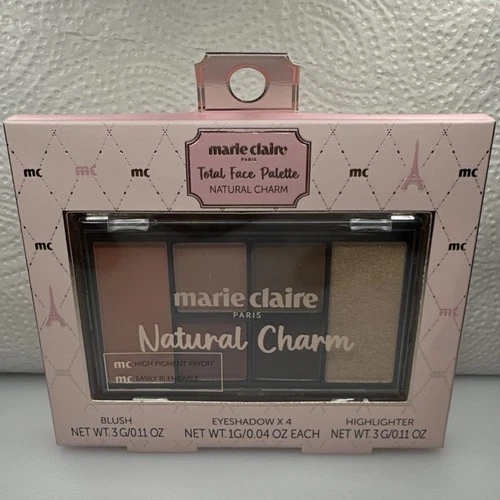 marie claire
PARIS
Total Face Palette
NATURAL CHARM
mc mc mc mc
mc mc
marie claire
PARIS
Natural Charm
mc HIGH PIGMENT PAYOFF
mc EASILY BLENDABLE
BLUSH EYESHADOW X 4 HIGHLIGHTER
NET WT. 3 G/0.11 OZ NET WT. 1G/0.04 OZ EACH NET WT. 3 G/0.11 OZ